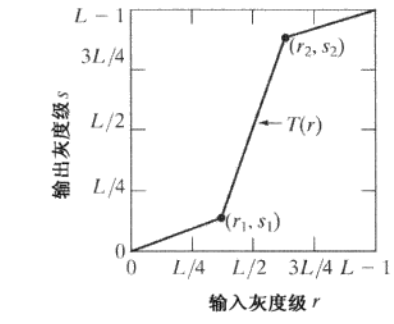 L − 1
3L/4
L/2
L/4
0
输出灰度级 s
(r₂, s₂)
T(r)
(r₁, s₁)
0 L/4 L/2 3L/4 L − 1
输入灰度级 r